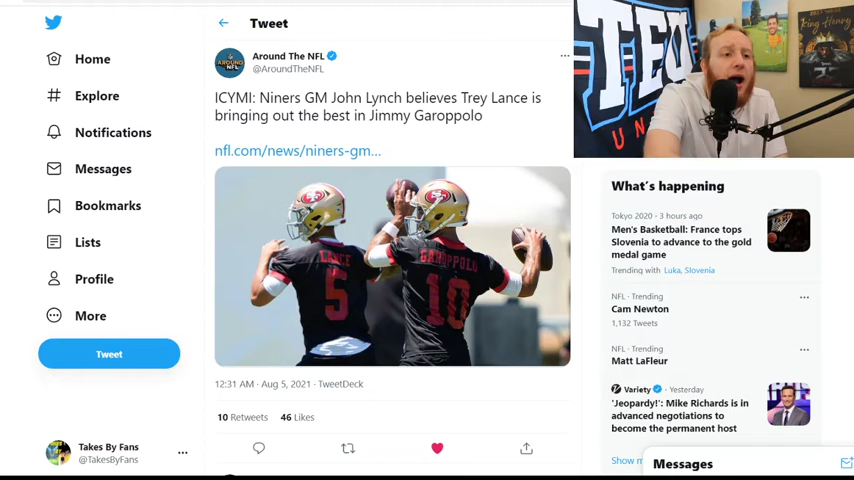 Tweet
Around The NFL
@AroundTheNFL
ICYMI: Niners GM John Lynch believes Trey Lance is
bringing out the best in Jimmy Garoppolo
nfl.com/news/niners-gm...
LANCE
5
GAROPPOLO
10
12:31 AM · Aug 5, 2021 · TweetDeck
10 Retweets 46 Likes
Home
Explore
Notifications
Messages
Bookmarks
Lists
Profile
More
Tweet
Takes By Fans
@TakesByFans
What's happening
Tokyo 2020 · 3 hours ago
Men's Basketball: France tops
Slovenia to advance to the gold
medal game
Trending with Luka, Slovenia
NFL · Trending
Cam Newton
1,132 Tweets
NFL · Trending
Matt LaFleur
Variety · Yesterday
'Jeopardy!': Mike Richards is in
advanced negotiations to
become the permanent host
Show
Messages